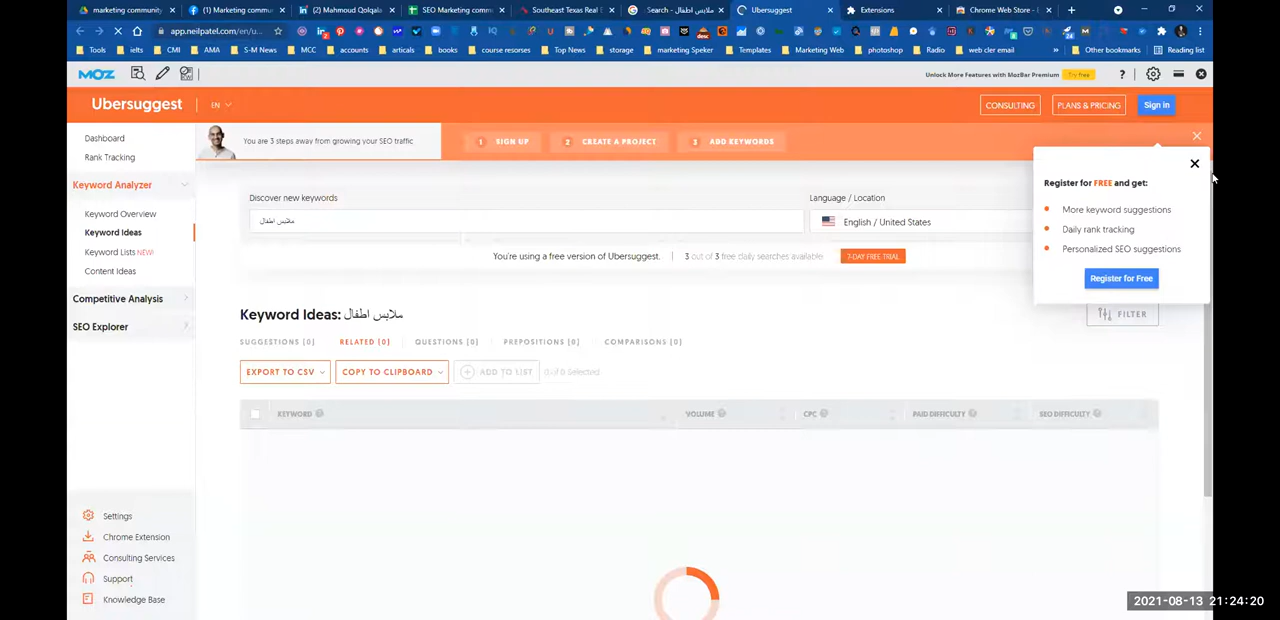 marketing community
(1) Marketing commu
(2) Mahmoud Qolqala
SEO Marketing comm
Southeast Texas Real E
Search - ملابس اطفال
Ubersuggest
Extensions
Chrome Web Store - E
app.neilpatel.com/en/u...
Tools
ielts
CMI
AMA
S-M News
MCC
accounts
articals
books
course resorses
Top News
storage
marketing Speker
Templates
Marketing Web
photoshop
Radio
web cler email
»
Other bookmarks
Reading list
MOZ
Unlock More Features with MozBar Premium
Try free
?
Ubersuggest
EN
CONSULTING
PLANS & PRICING
Sign in
Dashboard
Rank Tracking
Keyword Analyzer
Keyword Overview
Keyword Ideas
Keyword Lists NEW!
Content Ideas
Competitive Analysis
SEO Explorer
Settings
Chrome Extension
Consulting Services
Support
Knowledge Base
You are 3 steps away from growing your SEO traffic
1 SIGN UP
2 CREATE A PROJECT
3 ADD KEYWORDS
Register for FREE and get:
More keyword suggestions
Daily rank tracking
Personalized SEO suggestions
Register for Free
Discover new keywords
ملابس اطفال
Language / Location
English / United States
You're using a free version of Ubersuggest. | 3 out of 3 free daily searches available!
7-DAY FREE TRIAL
Keyword Ideas: ملابس اطفال
FILTER
SUGGESTIONS (0)
RELATED (0)
QUESTIONS (0)
PREPOSITIONS (0)
COMPARISONS (0)
EXPORT TO CSV
COPY TO CLIPBOARD
ADD TO LIST
0 of 0 Selected
KEYWORD
VOLUME
CPC
PAID DIFFICULTY
SEO DIFFICULTY
2021-08-13 21:24:20